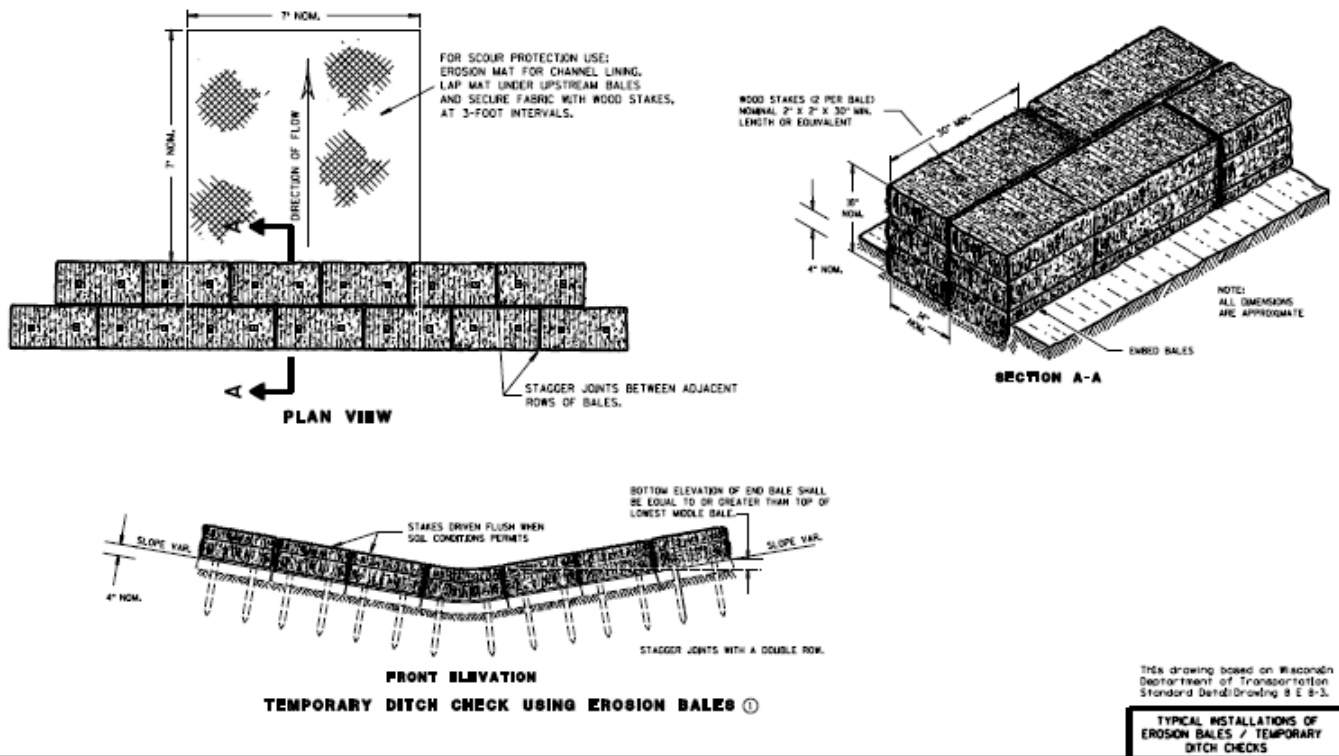 7' NOM.
7' NOM.
DIRECTION OF FLOW
FOR SCOUR PROTECTION USE:
EROSION MAT FOR CHANNEL LINING.
LAP MAT UNDER UPSTREAM BALES
AND SECURE FABRIC WITH WOOD STAKES,
AT 3-FOOT INTERVALS.
A
A
STAGGER JOINTS BETWEEN ADJACENT
ROWS OF BALES.
PLAN VIEW
WOOD STAKES (2 PER BALE)
NOMINAL 2" X 2" X 30" MIN.
LENGTH OR EQUIVALENT
30" MIN.
NOM.
4" NOM.
14"
NOM.
NOTE:
ALL DIMENSIONS
ARE APPROXIMATE
EMBED BALES
SECTION A-A
BOTTOM ELEVATION OF END BALE SHALL
BE EQUAL TO OR GREATER THAN TOP OF
LOWEST MIDDLE BALE.
STAKES DRIVEN FLUSH WHEN
SOIL CONDITIONS PERMITS
SLOPE VAR.
SLOPE VAR.
4" NOM.
STAGGER JOINTS WITH A DOUBLE ROW.
FRONT ELEVATION
TEMPORARY DITCH CHECK USING EROSION BALES ①
This drawing based on Wisconsin
Department of Transportation
Standard Detail Drawing 8 E 8-3.
TYPICAL INSTALLATIONS OF
EROSION BALES / TEMPORARY
DITCH CHECKS